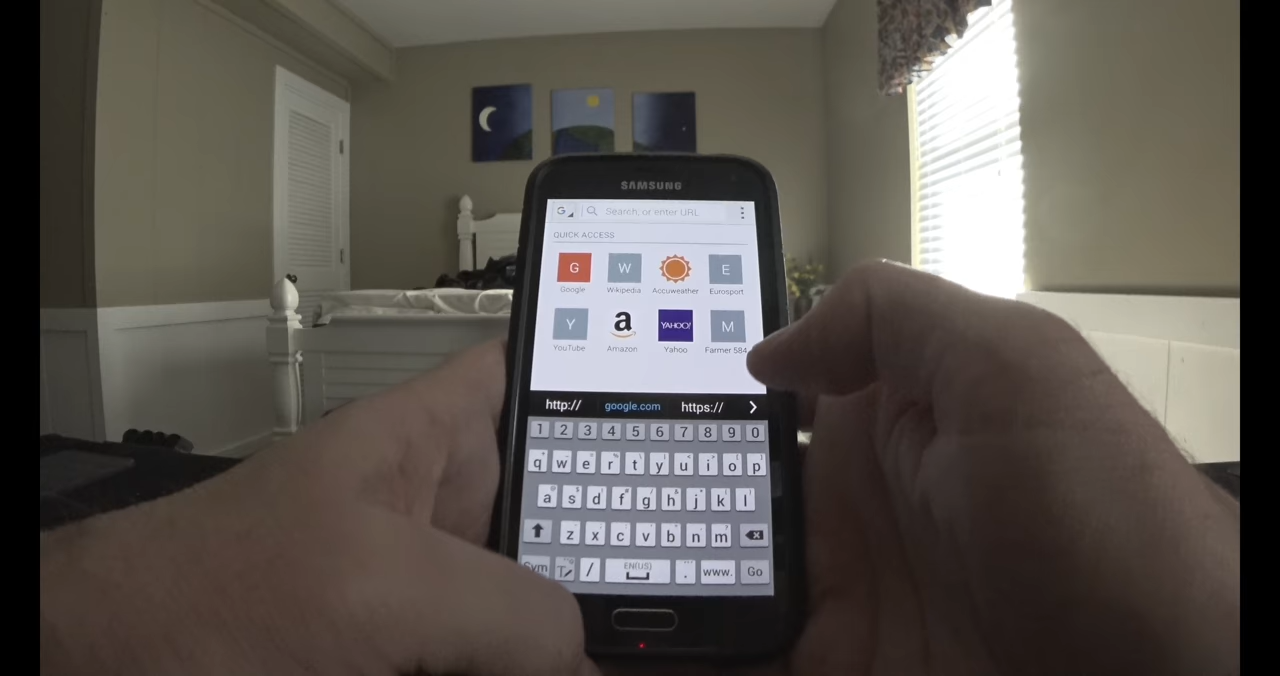 SAMSUNG
G Search, or enter URL
QUICK ACCESS
G W E
Google Wikipedia Accuweather Eurosport
Y a YAHOO! M
YouTube Amazon Yahoo Farmer 584
http:// google.com https://
1 2 3 4 5 6 7 8 9 0
q w e r t y u i o p
a s d f g h j k l
z x c v b n m
Sym T / EN(US) . www. Go